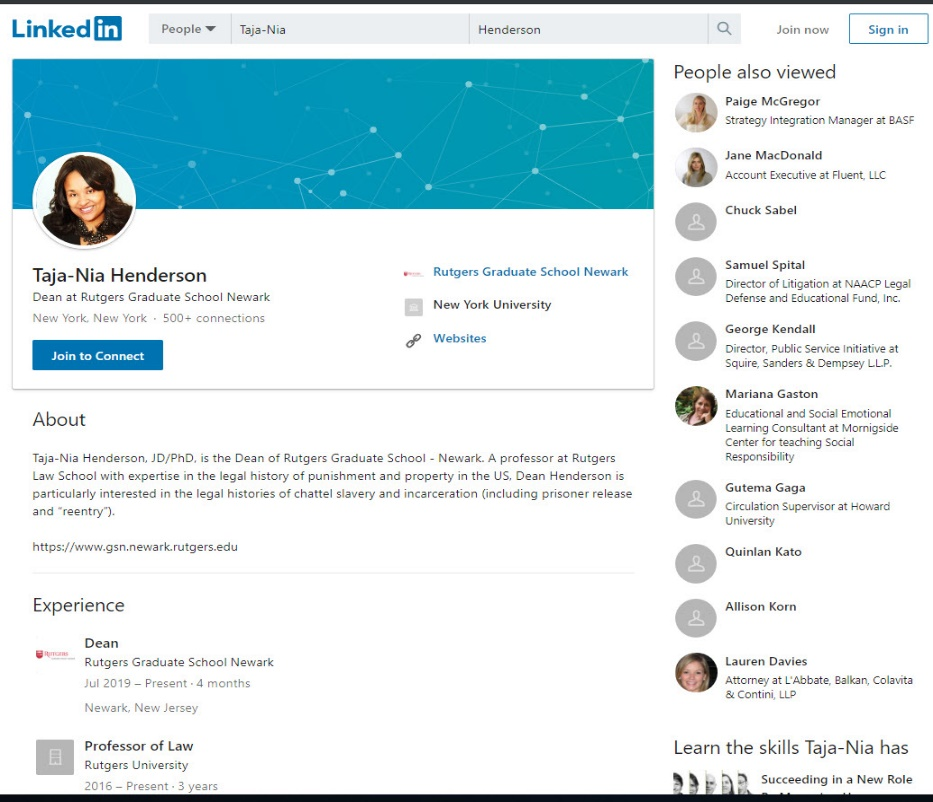 Linked in
People
Taja-Nia
Henderson
Join now
Sign in
Taja-Nia Henderson
Dean at Rutgers Graduate School Newark
New York, New York · 500+ connections
Join to Connect
Rutgers Graduate School Newark
New York University
Websites
About
Taja-Nia Henderson, JD/PhD, is the Dean of Rutgers Graduate School - Newark. A professor at Rutgers
Law School with expertise in the legal history of punishment and property in the US, Dean Henderson is
particularly interested in the legal histories of chattel slavery and incarceration (including prisoner release
and “reentry”).
https://www.gsn.newark.rutgers.edu
Experience
RUTGERS
Dean
Rutgers Graduate School Newark
Jul 2019 – Present · 4 months
Newark, New Jersey
Professor of Law
Rutgers University
2016 – Present · 3 years
People also viewed
Paige McGregor
Strategy Integration Manager at BASF
Jane MacDonald
Account Executive at Fluent, LLC
Chuck Sabel
Samuel Spital
Director of Litigation at NAACP Legal
Defense and Educational Fund, Inc.
George Kendall
Director, Public Service Initiative at
Squire, Sanders & Dempsey L.L.P.
Mariana Gaston
Educational and Social Emotional
Learning Consultant at Mornigside
Center for teaching Social
Responsibility
Gutema Gaga
Circulation Supervisor at Howard
University
Quinlan Kato
Allison Korn
Lauren Davies
Attorney at L'Abbate, Balkan, Colavita
& Contini, LLP
Learn the skills Taja-Nia has
Succeeding in a New Role